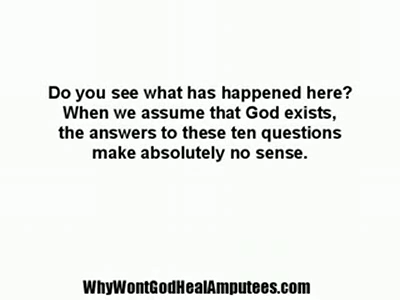 Do you see what has happened here?
When we assume that God exists,
the answers to these ten questions
make absolutely no sense.
WhyWontGodHealAmputees.com